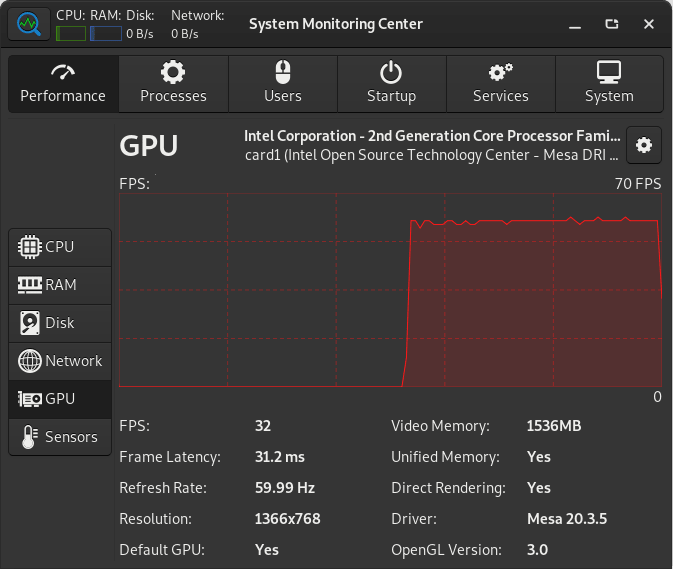 CPU: RAM: Disk: Network:
0 B/s 0 B/s
System Monitoring Center
Performance
Processes
Users
Startup
Services
System
GPU
Intel Corporation - 2nd Generation Core Processor Fami...
card1 (Intel Open Source Technology Center - Mesa DRI ...
FPS: 70 FPS
CPU
RAM
Disk
Network
GPU
Sensors
0
FPS: 32 Video Memory: 1536MB
Frame Latency: 31.2 ms Unified Memory: Yes
Refresh Rate: 59.99 Hz Direct Rendering: Yes
Resolution: 1366x768 Driver: Mesa 20.3.5
Default GPU: Yes OpenGL Version: 3.0